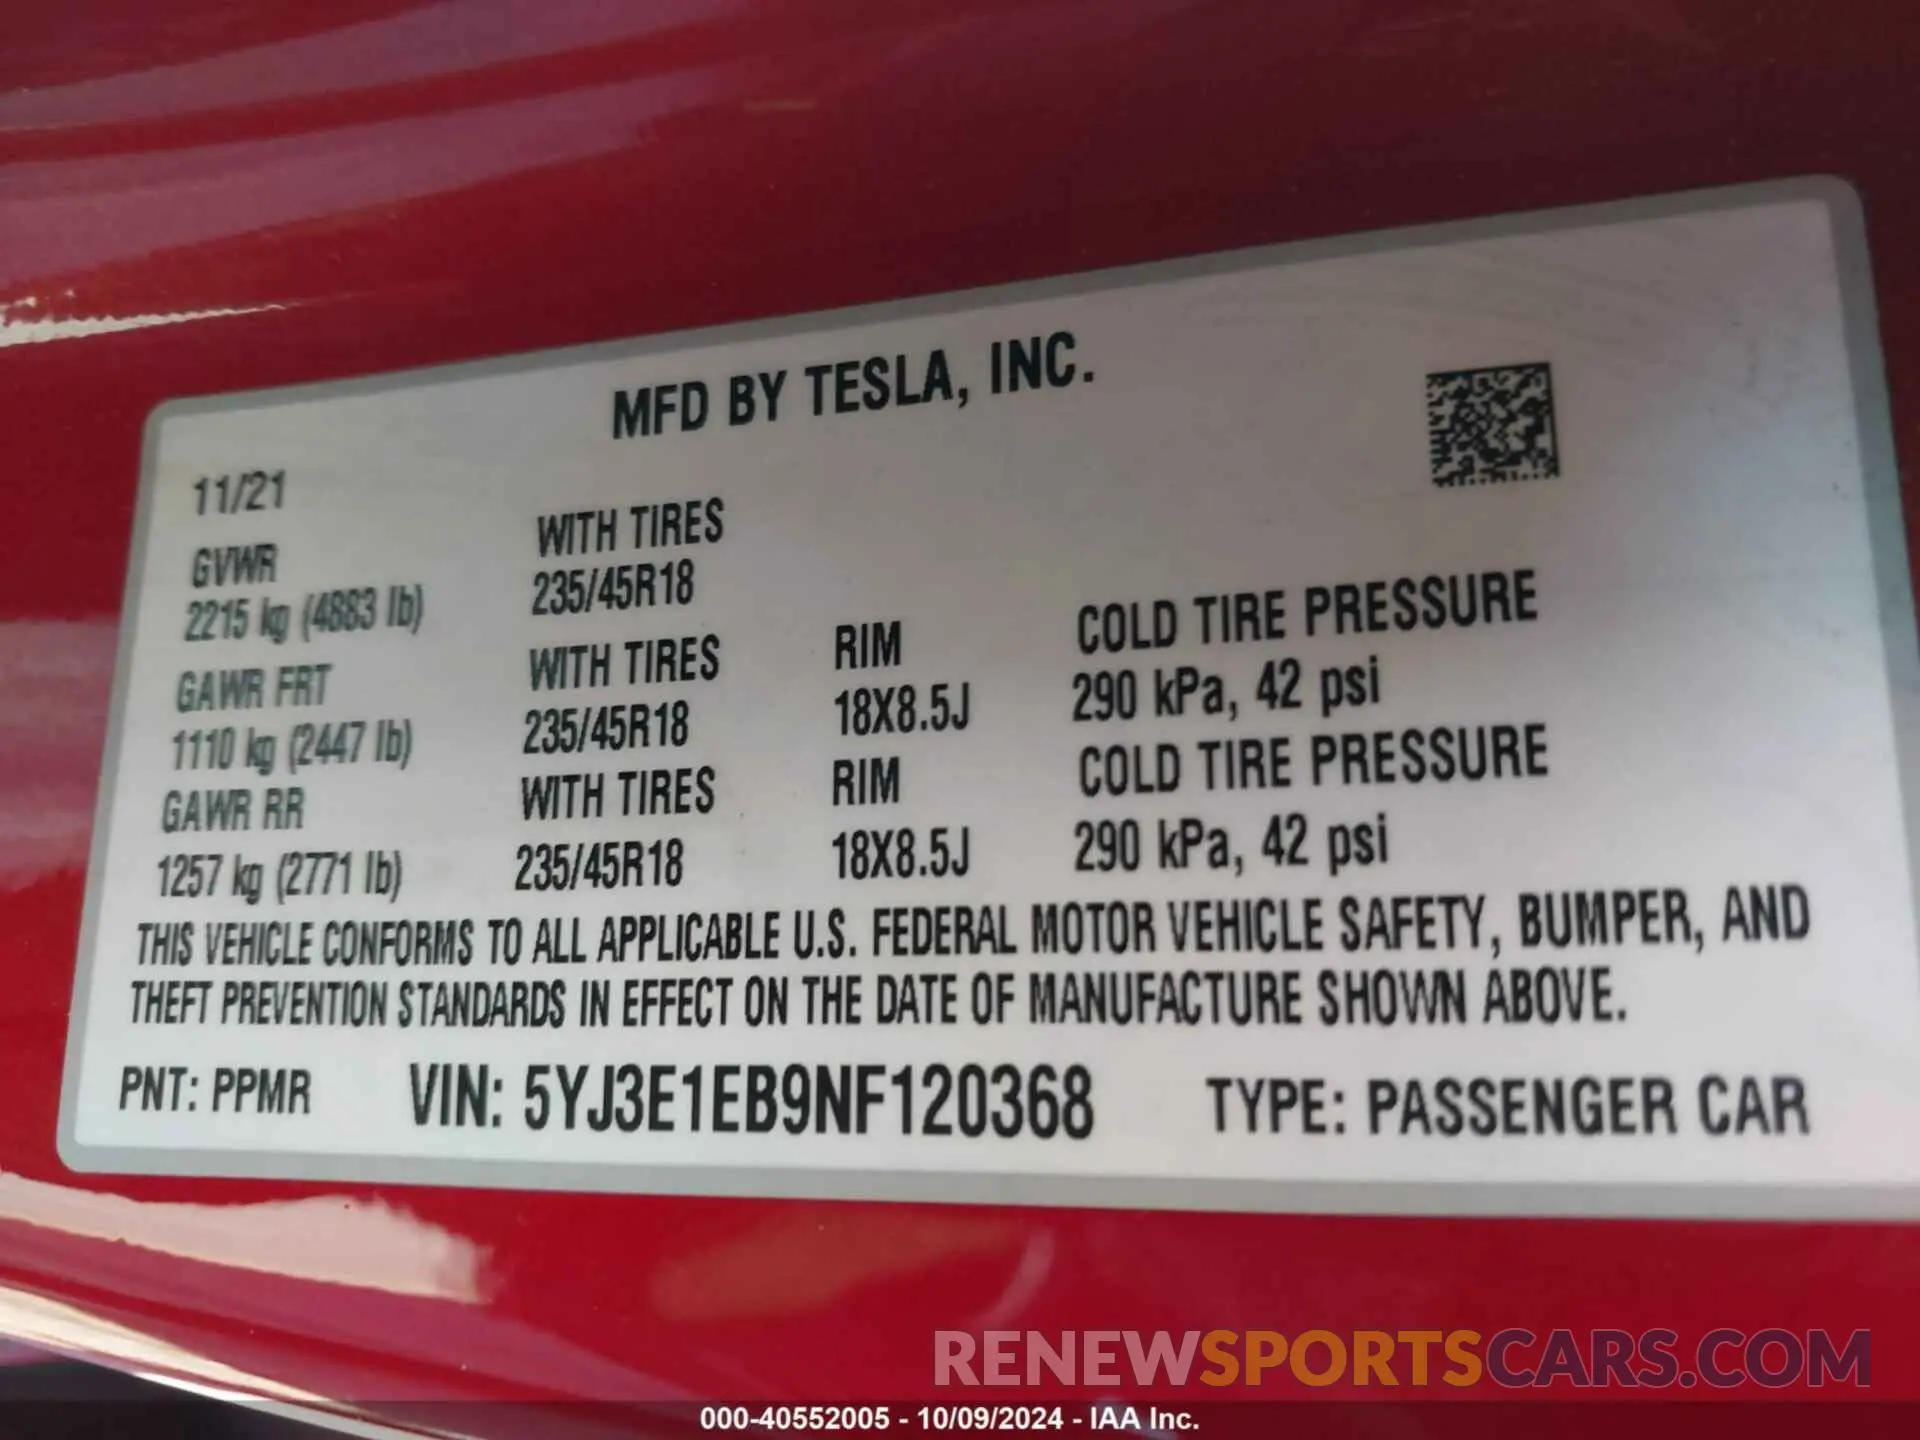 MFD BY TESLA, INC.
11/21
GVWR
2215 kg (4883 lb)
WITH TIRES
235/45R18
GAWR FRT
1110 kg (2447 lb)
WITH TIRES
235/45R18
RIM
18X8.5J
COLD TIRE PRESSURE
290 kPa, 42 psi
GAWR RR
1257 kg (2771 lb)
WITH TIRES
235/45R18
RIM
18X8.5J
COLD TIRE PRESSURE
290 kPa, 42 psi
THIS VEHICLE CONFORMS TO ALL APPLICABLE U.S. FEDERAL MOTOR VEHICLE SAFETY, BUMPER, AND
THEFT PREVENTION STANDARDS IN EFFECT ON THE DATE OF MANUFACTURE SHOWN ABOVE.
PNT: PPMR VIN: 5YJ3E1EB9NF120368 TYPE: PASSENGER CAR
RENEWSPORTSCARS.COM
000-40552005 - 10/09/2024 - IAA Inc.